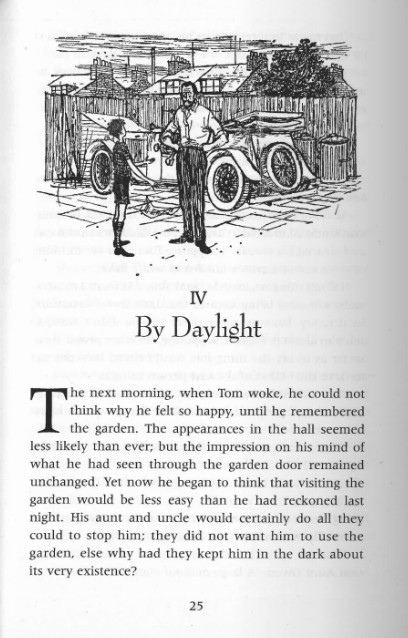 IV
By Daylight
The next morning, when Tom woke, he could not
think why he felt so happy, until he remembered
the garden. The appearances in the hall seemed
less likely than ever; but the impression on his mind of
what he had seen through the garden door remained
unchanged. Yet now he began to think that visiting the
garden would be less easy than he had reckoned last
night. His aunt and uncle would certainly do all they
could to stop him; they did not want him to use the
garden, else why had they kept him in the dark about
its very existence?
25